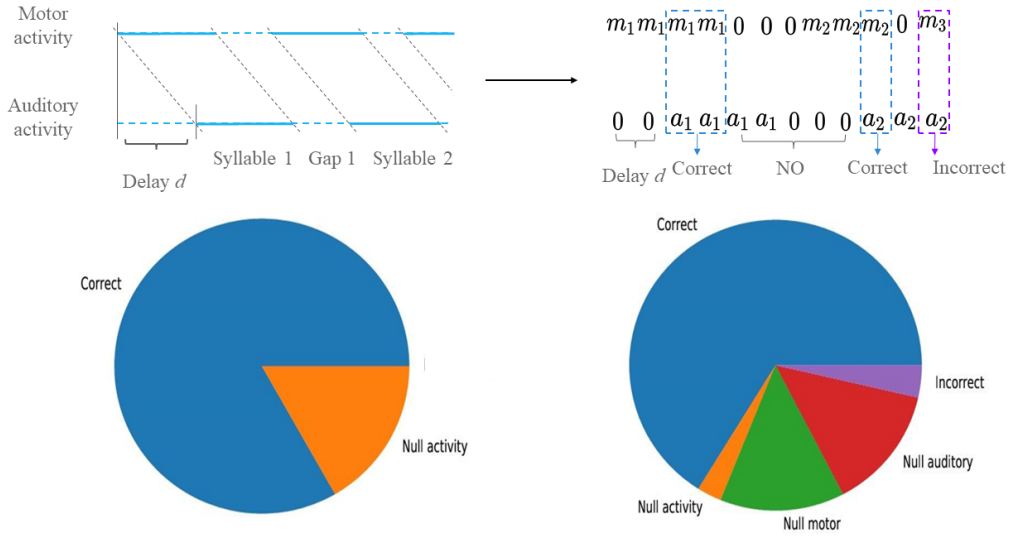 Motor
activity
Auditory
activity
Syllable 1 Gap 1 Syllable 2
Delay d
m₁ m₁ m₁ m₁ 0 0 0 m₂ m₂ m₂ 0 m₃
0 0 a₁ a₁ a₁ a₁ 0 0 0 a₂ a₂ a₂
Delay d Correct NO Correct Incorrect
Correct
Null activity
Correct
Incorrect
Null auditory
Null activity
Null motor